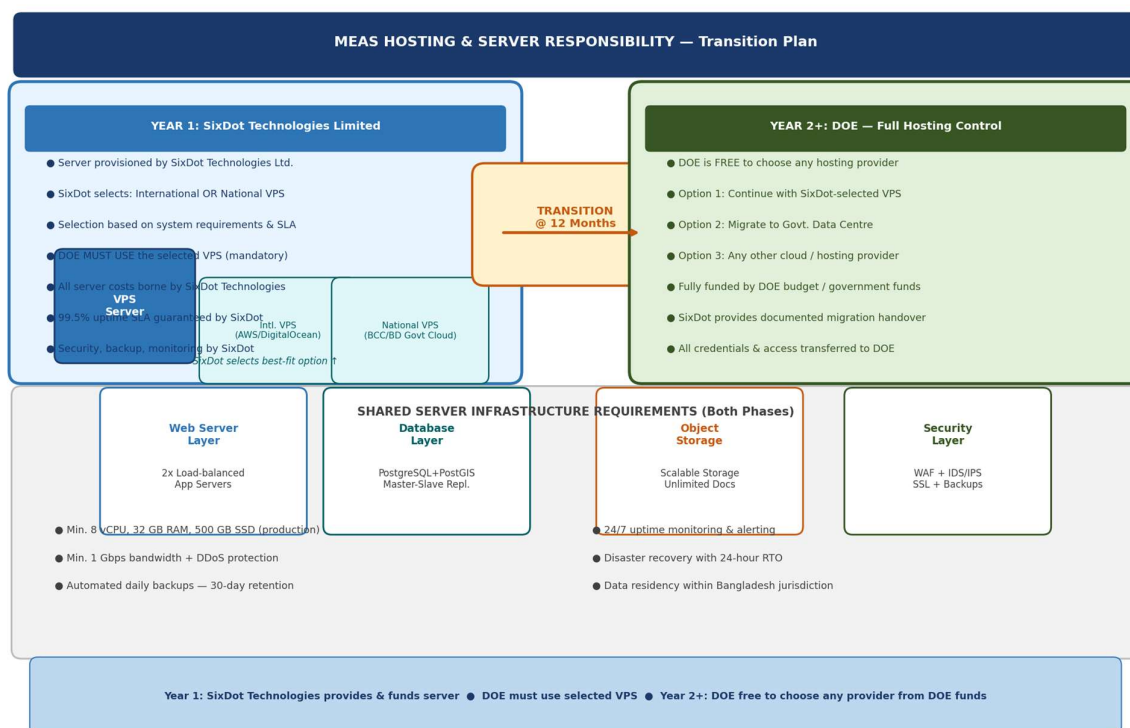 MEAS HOSTING & SERVER RESPONSIBILITY — Transition Plan
YEAR 1: SixDot Technologies Limited
● Server provisioned by SixDot Technologies Ltd.
● SixDot selects: International OR National VPS
● Selection based on system requirements & SLA
● DOE MUST USE the selected VPS (mandatory)
● All server costs borne by SixDot Technologies
● 99.5% uptime SLA guaranteed by SixDot
● Security, backup, monitoring by SixDot
VPS
Server
Intl. VPS
(AWS/DigitalOcean)
National VPS
(BCC/BD Govt Cloud)
SixDot selects best-fit option ↑
TRANSITION
@ 12 Months
YEAR 2+: DOE — Full Hosting Control
● DOE is FREE to choose any hosting provider
● Option 1: Continue with SixDot-selected VPS
● Option 2: Migrate to Govt. Data Centre
● Option 3: Any other cloud / hosting provider
● Fully funded by DOE budget / government funds
● SixDot provides documented migration handover
● All credentials & access transferred to DOE
SHARED SERVER INFRASTRUCTURE REQUIREMENTS (Both Phases)
Web Server
Layer
2x Load-balanced
App Servers
Database
Layer
PostgreSQL+PostGIS
Master-Slave Repl.
Object
Storage
Scalable Storage
Unlimited Docs
Security
Layer
WAF + IDS/IPS
SSL + Backups
● Min. 8 vCPU, 32 GB RAM, 500 GB SSD (production)
● Min. 1 Gbps bandwidth + DDoS protection
● Automated daily backups — 30-day retention
● 24/7 uptime monitoring & alerting
● Disaster recovery with 24-hour RTO
● Data residency within Bangladesh jurisdiction
Year 1: SixDot Technologies provides & funds server ● DOE must use selected VPS ● Year 2+: DOE free to choose any provider from DOE funds